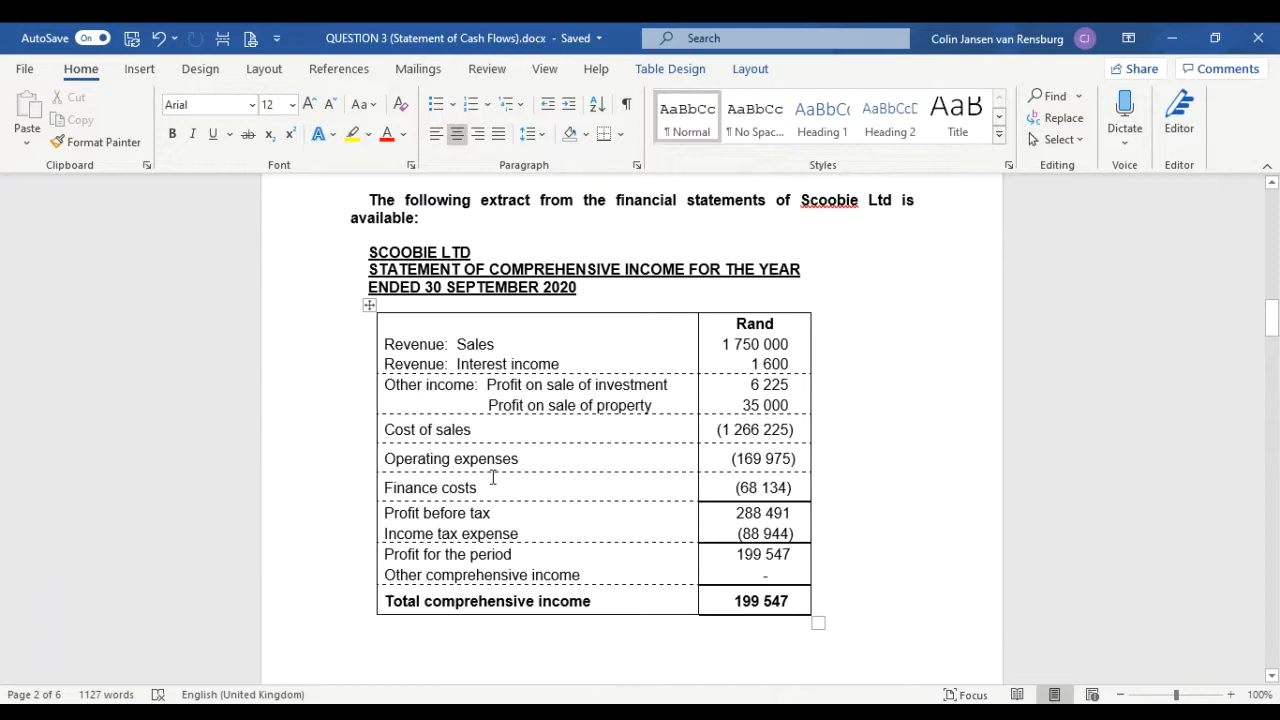 AutoSave On QUESTION 3 (Statement of Cash Flows).docx - Saved Search Colin Jansen van Rensburg CJ
File Home Insert Design Layout References Mailings Review View Help Table Design Layout Share Comments
Paste Cut Copy Format Painter
Arial 12
AaBbCc AaBbCc AaBbC AaBbCcD AaB
¶ Normal ¶ No Spac... Heading 1 Heading 2 Title
Find Replace Select Dictate Editor
Clipboard Font Paragraph Styles Editing Voice Editor
The following extract from the financial statements of Scoobie Ltd is
available:
SCOOBIE LTD
STATEMENT OF COMPREHENSIVE INCOME FOR THE YEAR
ENDED 30 SEPTEMBER 2020
Rand
Revenue: Sales 1 750 000
Revenue: Interest income 1 600
Other income: Profit on sale of investment 6 225
Profit on sale of property 35 000
Cost of sales (1 266 225)
Operating expenses (169 975)
Finance costs (68 134)
Profit before tax 288 491
Income tax expense (88 944)
Profit for the period 199 547
Other comprehensive income -
Total comprehensive income 199 547
Page 2 of 6 1127 words English (United Kingdom) Focus 100%